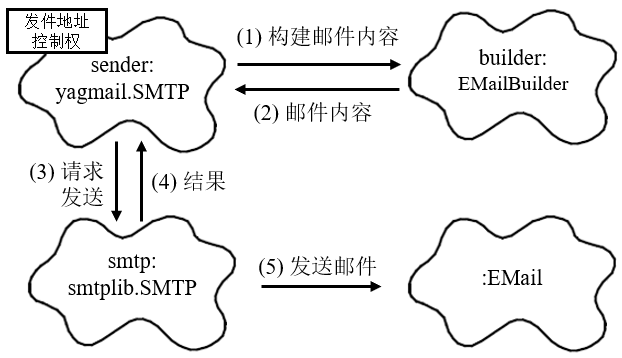 发件地址
控制权
sender:
yagmail.SMTP
(1) 构建邮件内容
builder:
EMailBuilder
(2) 邮件内容
(3) 请求
发送
(4) 结果
smtp:
smtplib.SMTP
(5) 发送邮件
:EMail